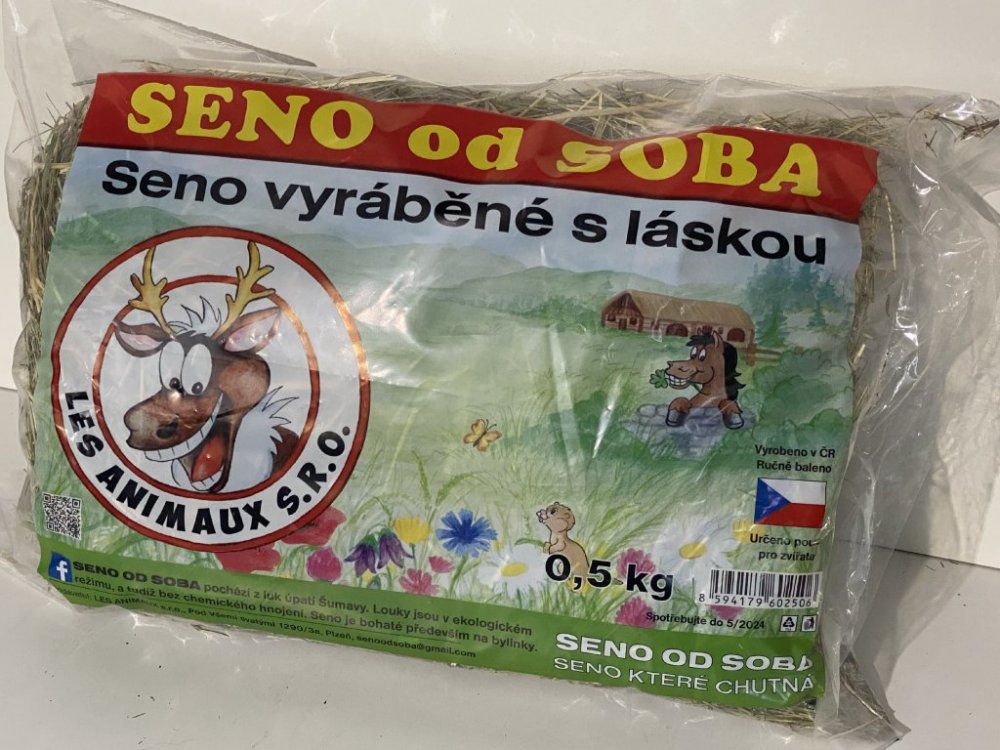 SENO od sOBA
Seno vyráběné s láskou
LES ANIMAUX S.R.O.
Vyrobeno v ČR
Ručně baleno
Určeno
pro zvířata
0,5 kg
8 594179 602506
Spotřebujte do 5/2024
SENO OD SOBA pochází z luk úpatí Šumavy. Louky jsou v ekologickém
režimu, a tudíž bez chemického hnojení. Seno je bohaté především na bylinky.
LES ANIMAUX s.r.o., Pod Všemi svatými 1290/3a, Plzeň, senoodsoba@gmail.com
SENO OD SOBA
SENO KTERÉ CHUTNÁ